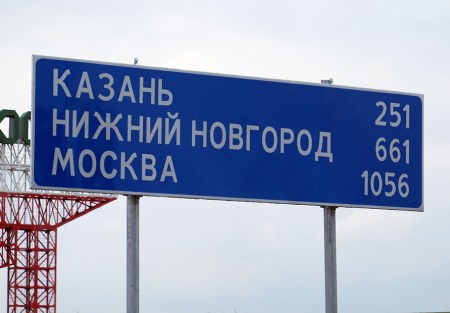 КАЗАНЬ 251
НИЖНИЙ НОВГОРОД 661
МОСКВА 1056